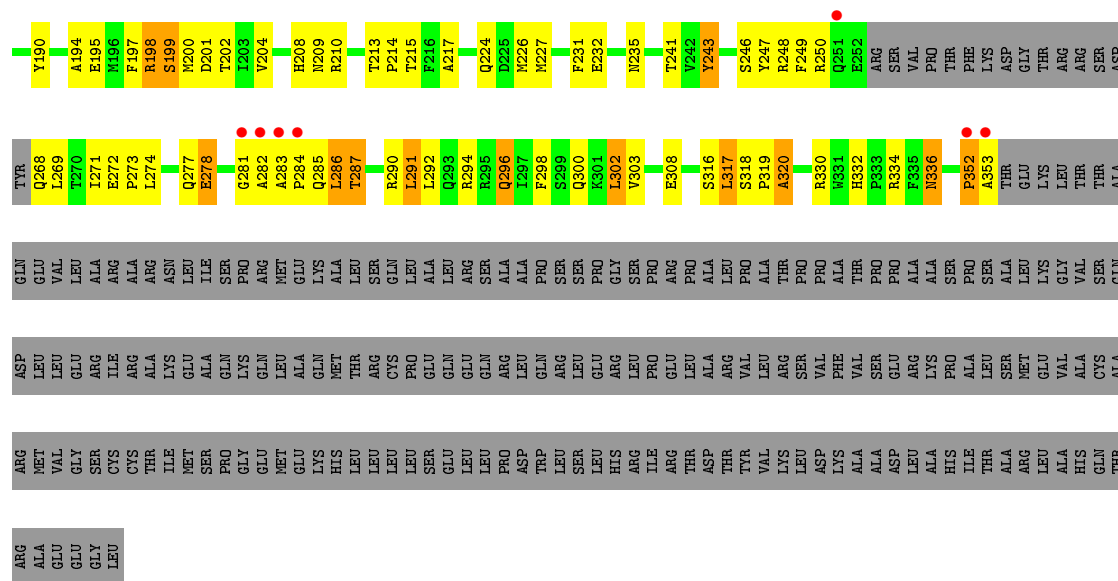 Y190 A194 E195 M196 F197 R198 S199 M200 D201 T202 I203 V204 H208 N209 R210 T213 P214 T215 F216 A217 Q224 D225 M226 M227 F231 E232 N235 T241 V242 Y243 S246 Y247 R248 F249 R250 Q251 E252 ARG SER VAL PRO THR PHE LYS ASP GLY THR ARG ARG SER ASP
TYR Q268 L269 T270 I271 E272 P273 L274 Q277 E278 G281 A282 A283 P284 Q285 L286 T287 R290 L291 L292 Q293 R294 R295 Q296 I297 F298 S299 Q300 K301 L302 V303 E308 S316 L317 S318 P319 A320 R330 W331 H332 P333 R334 F335 N336 P352 A353 THR GLU LYS LEU THR THR ALA
GLN GLU VAL LEU ALA ARG ALA ARG ASN LEU ILE SER PRO ARG MET GLU LYS ALA LEU SER GLN LEU ALA LEU ARG SER ALA ALA PRO SER SER PRO GLY SER PRO ARG PRO ALA LEU PRO ALA THR PRO PRO ALA THR PRO PRO ALA ALA SER PRO SER ALA LEU LYS GLY VAL SER GLN
ASP LEU LEU GLU ARG ILE ARG ALA LYS GLU ALA GLN LYS GLN LEU ALA GLN MET THR ARG CYS PRO GLU GLN GLU GLN ARG LEU GLN ARG LEU GLU ARG LEU PRO GLU LEU ALA ARG VAL LEU ARG SER VAL PHE VAL SER GLU ARG LYS PRO ALA LEU SER MET GLU VAL ALA CYS ALA
ARG MET VAL GLY SER CYS CYS THR ILE MET SER PRO GLY GLU MET GLU LYS HIS LEU LEU LEU LEU SER GLU LEU LEU PRO ASP TRP LEU SER LEU HIS ARG ILE ARG THR ASP THR TYR VAL LYS LEU ASP LYS ALA ALA ASP LEU ALA HIS ILE THR ALA ARG LEU ALA HIS GLN THR
ARG ALA GLU GLU GLY LEU